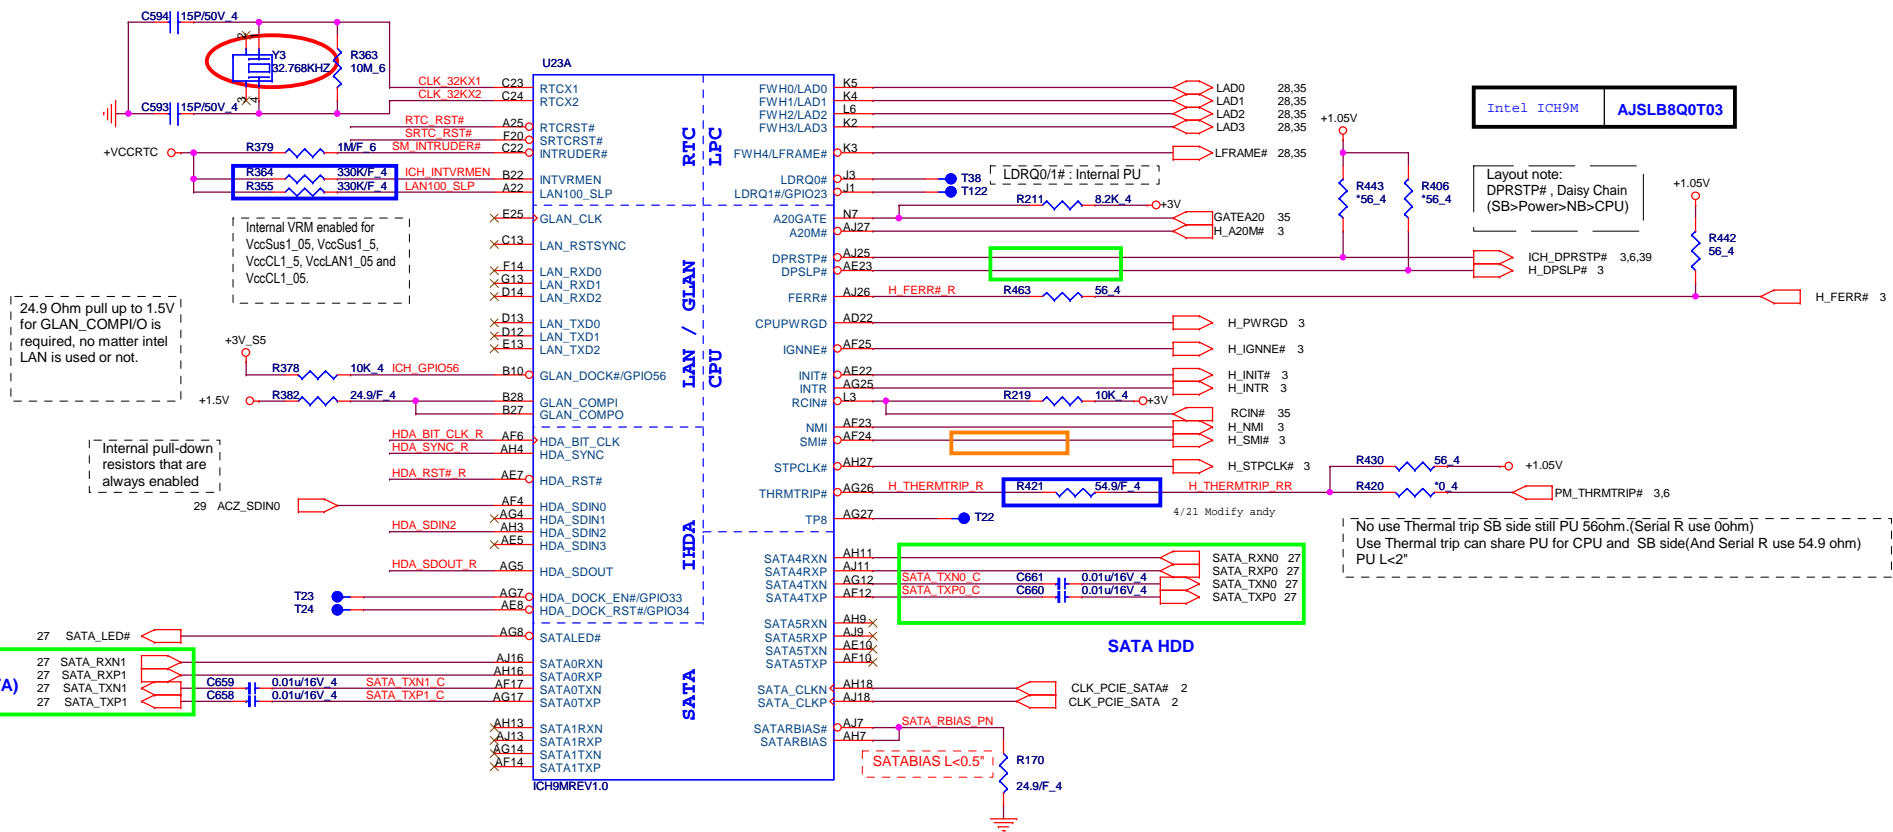 C594 15P/50V_4
2
Y3
32.768KHZ
R363
10M_6
3 4
C593 15P/50V_4
CLK_32KX1
CLK_32KX2
RTC_RST#
SRTC_RST#
SM_INTRUDER#
+VCCRTC
R379 1M/F_6
R364 330K/F_4 ICH_INTVRMEN
R355 330K/F_4 LAN100_SLP
Internal VRM enabled for
VccSus1_05, VccSus1_5,
VccCL1_5, VccLAN1_05 and
VccCL1_05.
24.9 Ohm pull up to 1.5V
for GLAN_COMPI/O is
required, no matter intel
LAN is used or not.
+3V_S5
R378 10K_4 ICH_GPIO56
+1.5V
R382 24.9/F_4
Internal pull-down
resistors that are
always enabled
HDA_BIT_CLK_R
HDA_SYNC_R
HDA_RST#_R
29 ACZ_SDIN0
HDA_SDIN2
HDA_SDOUT_R
T23
T24
27 SATA_LED#
27 SATA_RXN1
27 SATA_RXP1
27 SATA_TXN1
27 SATA_TXP1
TA)
C659 0.01u/16V_4 SATA_TXN1_C
C658 0.01u/16V_4 SATA_TXP1_C
U23A
C23 RTCX1
C24 RTCX2
A25 RTCRST#
F20 SRTCRST#
C22 INTRUDER#
B22 INTVRMEN
A22 LAN100_SLP
E25 GLAN_CLK
C13 LAN_RSTSYNC
F14 LAN_RXD0
G13 LAN_RXD1
D14 LAN_RXD2
D13 LAN_TXD0
D12 LAN_TXD1
E13 LAN_TXD2
B10 GLAN_DOCK#/GPIO56
B28 GLAN_COMPI
B27 GLAN_COMPO
AF6 HDA_BIT_CLK
AH4 HDA_SYNC
AE7 HDA_RST#
AF4 HDA_SDIN0
AG4 HDA_SDIN1
AH3 HDA_SDIN2
AE5 HDA_SDIN3
AG5 HDA_SDOUT
AG7 HDA_DOCK_EN#/GPIO33
AE8 HDA_DOCK_RST#/GPIO34
AG8 SATALED#
AJ16 SATA0RXN
AH16 SATA0RXP
AF17 SATA0TXN
AG17 SATA0TXP
AH13 SATA1RXN
AJ13 SATA1RXP
AG14 SATA1TXN
AF14 SATA1TXP
ICH9MREV1.0
RTC
LPC
LAN / GLAN
CPU
IHDA
SATA
FWH0/LAD0 K5
FWH1/LAD1 K4
FWH2/LAD2 L6
FWH3/LAD3 K2
FWH4/LFRAME# K3
LDRQ0# J3
LDRQ1#/GPIO23 J1
A20GATE N7
A20M# AJ27
DPRSTP# AJ25
DPSLP# AE23
FERR# AJ26
CPUPWRGD AD22
IGNNE# AF25
INIT# AE22
INTR AG25
RCIN# L3
NMI AF23
SMI# AF24
STPCLK# AH27
THRMTRIP# AG26
TP8 AG27
SATA4RXN AH11
SATA4RXP AJ11
SATA4TXN AG12
SATA4TXP AF12
SATA5RXN AH9
SATA5RXP AJ9
SATA5TXN AE10
SATA5TXP AF10
SATA_CLKN AH18
SATA_CLKP AJ18
SATARBIAS# AJ7
SATARBIAS AH7
LAD0 28,35
LAD1 28,35
LAD2 28,35
LAD3 28,35
LFRAME# 28,35
T38
T122
LDRQ0/1# : Internal PU
R211 8.2K_4 +3V
GATEA20 35
H_A20M# 3
+1.05V
R443
*56_4
R406
*56_4
Intel ICH9M AJSLB8Q0T03
Layout note:
DPRSTP# , Daisy Chain
(SB>Power>NB>CPU)
+1.05V
R442
56_4
ICH_DPRSTP# 3,6,39
H_DPSLP# 3
H_FERR#_R R463 56_4
H_FERR# 3
H_PWRGD 3
H_IGNNE# 3
H_INIT# 3
H_INTR 3
R219 10K_4 +3V
RCIN# 35
H_NMI 3
H_SMI# 3
H_STPCLK# 3
R430 56_4 +1.05V
H_THERMTRIP_R R421 54.9/F_4 H_THERMTRIP_RR
R420 *0_4
PM_THRMTRIP# 3,6
4/21 Modify andy
T22
No use Thermal trip SB side still PU 56ohm.(Serial R use 0ohm)
Use Thermal trip can share PU for CPU and SB side(And Serial R use 54.9 ohm)
PU L<2"
SATA_RXN0 27
SATA_RXP0 27
SATA_TXN0_C C661 0.01u/16V_4 SATA_TXN0 27
SATA_TXP0_C C660 0.01u/16V_4 SATA_TXP0 27
SATA HDD
CLK_PCIE_SATA# 2
CLK_PCIE_SATA 2
SATA_RBIAS_PN
SATABIAS L<0.5"
R170
24.9/F_4